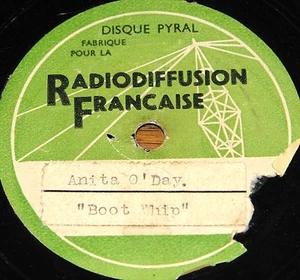 DISQUE PYRAL
FABRIQUE
POUR LA
RADIODIFFUSION
FRANCAISE
Anita O'Day.
"Boot Whip"